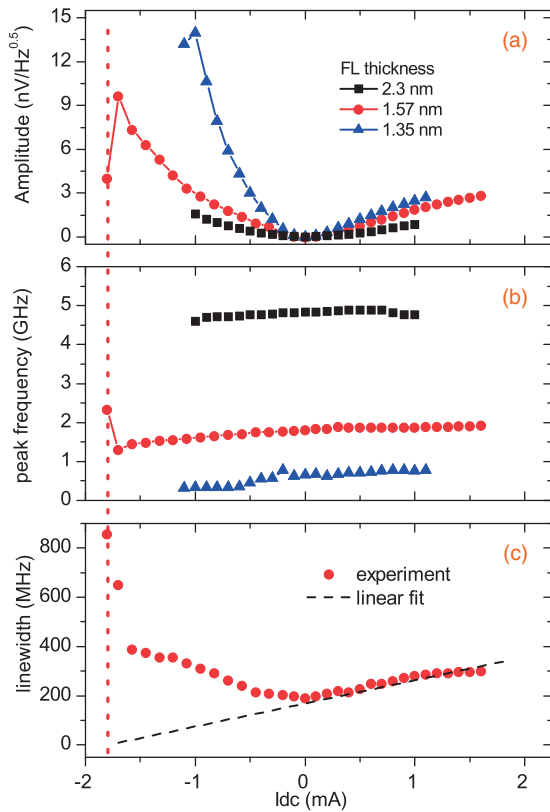 15
12
9
6
3
0
Amplitude (nV/Hz^0.5)
(a)
FL thickness
2.3 nm
1.57 nm
1.35 nm
6
5
4
3
2
1
0
peak frequency (GHz)
(b)
800
600
400
200
0
linewidth (MHz)
(c)
experiment
linear fit
-2 -1 0 1 2
Idc (mA)